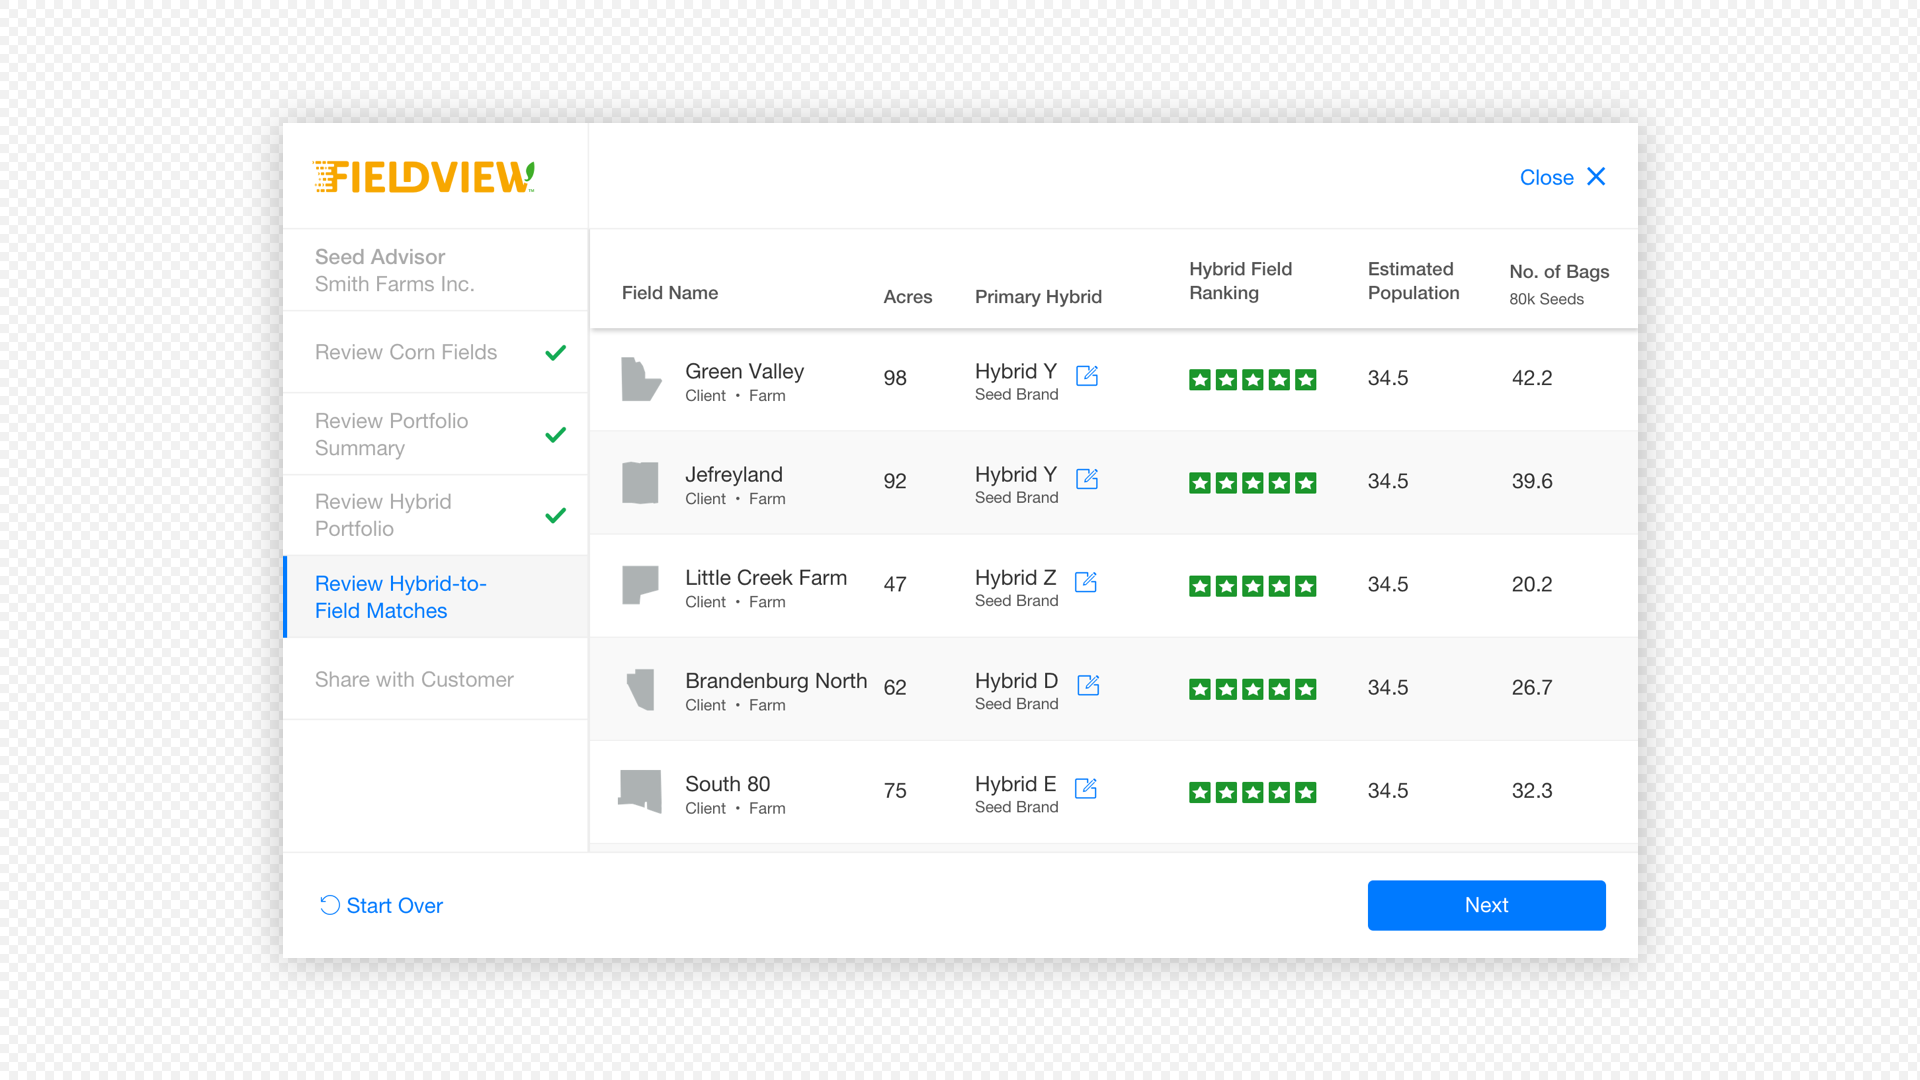 FIELDVIEW™
Close
Seed Advisor
Smith Farms Inc.
Review Corn Fields
Review Portfolio
Summary
Review Hybrid
Portfolio
Review Hybrid-to-
Field Matches
Share with Customer
Field Name
Acres
Primary Hybrid
Hybrid Field
Ranking
Estimated
Population
No. of Bags
80k Seeds
Green Valley
Client • Farm
98
Hybrid Y
Seed Brand
34.5
42.2
Jefreyland
Client • Farm
92
Hybrid Y
Seed Brand
34.5
39.6
Little Creek Farm
Client • Farm
47
Hybrid Z
Seed Brand
34.5
20.2
Brandenburg North
Client • Farm
62
Hybrid D
Seed Brand
34.5
26.7
South 80
Client • Farm
75
Hybrid E
Seed Brand
34.5
32.3
Start Over
Next